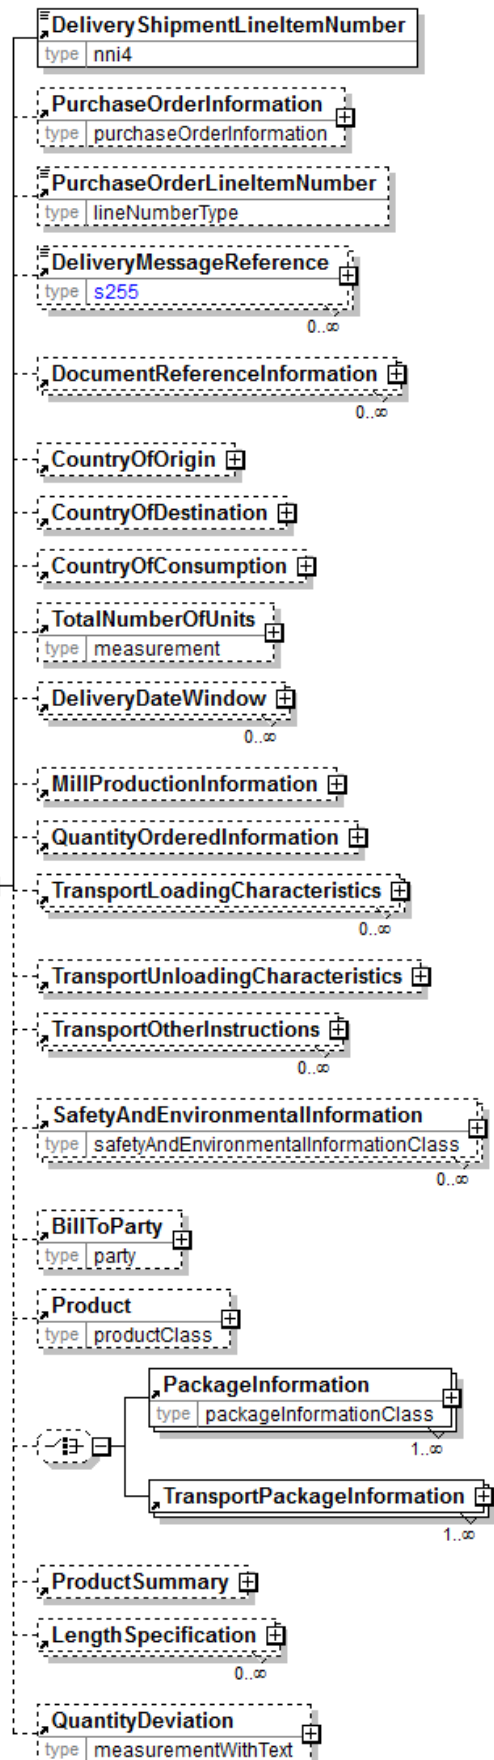 DeliveryShipmentLineItemNumber
type nni4
PurchaseOrderInformation
type purchaseOrderInformation
PurchaseOrderLineItemNumber
type lineNumberType
DeliveryMessageReference
type s255
0..∞
DocumentReferenceInformation
0..∞
CountryOfOrigin
CountryOfDestination
CountryOfConsumption
TotalNumberOfUnits
type measurement
DeliveryDateWindow
0..∞
MillProductionInformation
QuantityOrderedInformation
TransportLoadingCharacteristics
0..∞
TransportUnloadingCharacteristics
TransportOtherInstructions
0..∞
SafetyAndEnvironmentalInformation
type safetyAndEnvironmentalInformationClass
0..∞
BillToParty
type party
Product
type productClass
PackageInformation
type packageInformationClass
1..∞
TransportPackageInformation
1..∞
ProductSummary
LengthSpecification
0..∞
QuantityDeviation
type measurementWithText